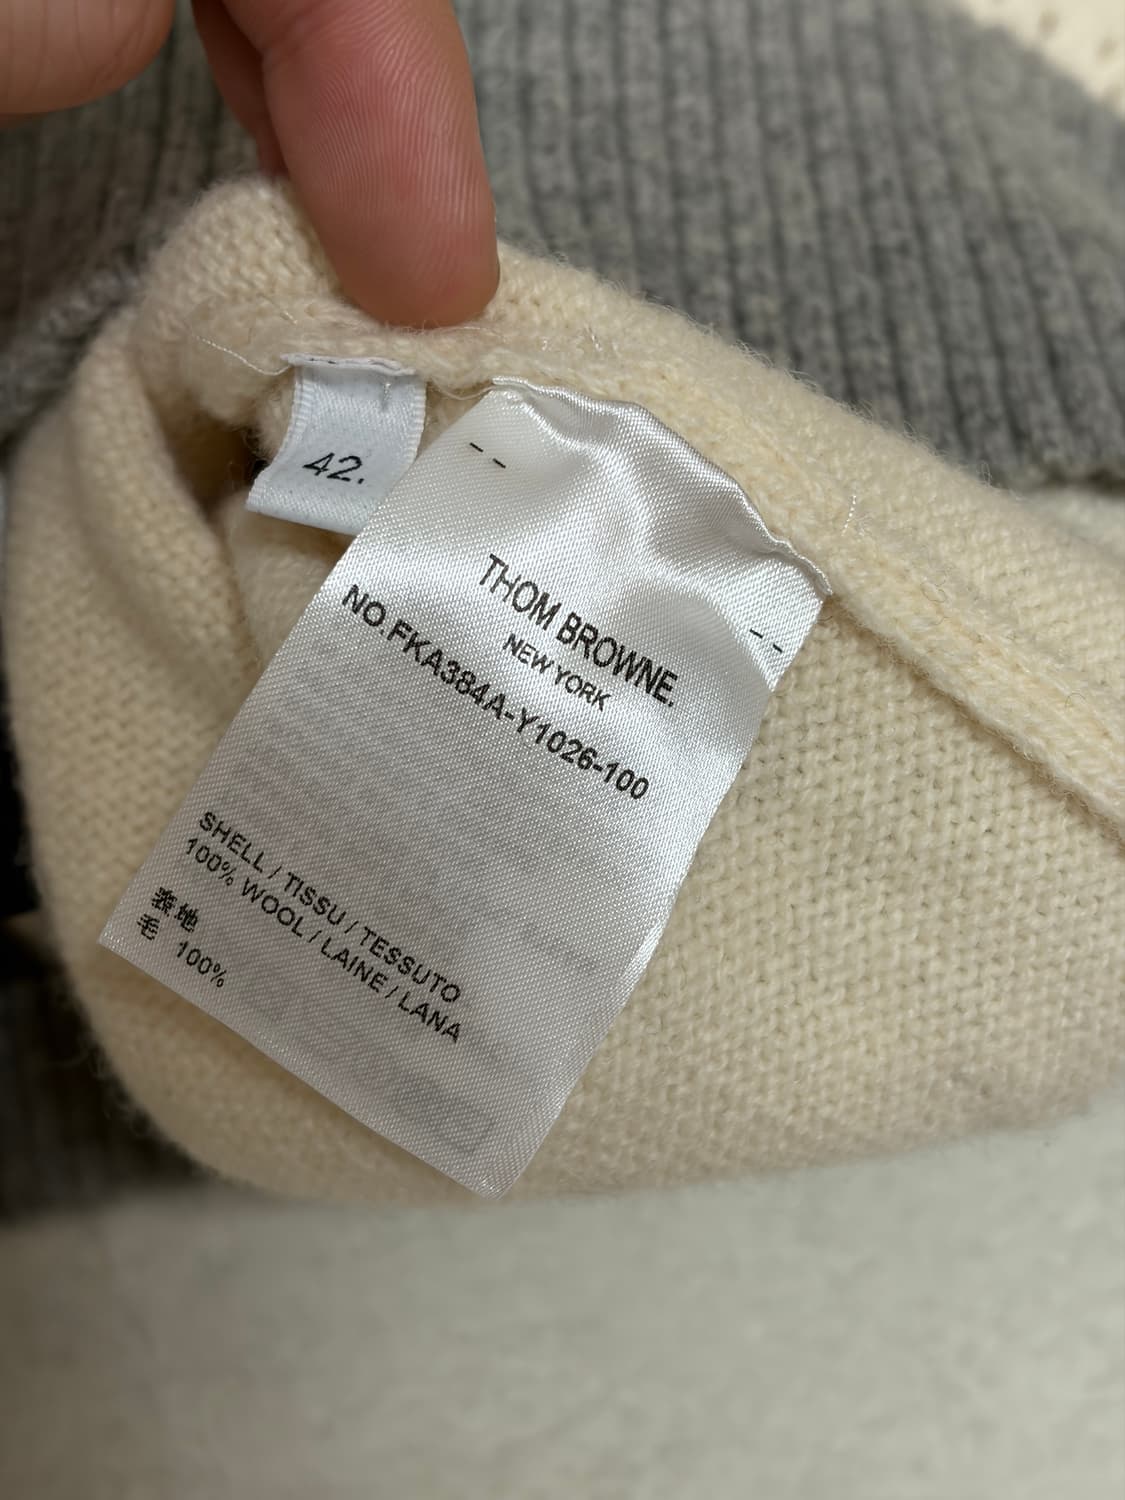 42.
THOM BROWNE.
NEW YORK
NO.FKA384A-Y1026-100
SHELL / TISSU / TESSUTO
100% WOOL / LAINE / LANA
表地
毛 100%